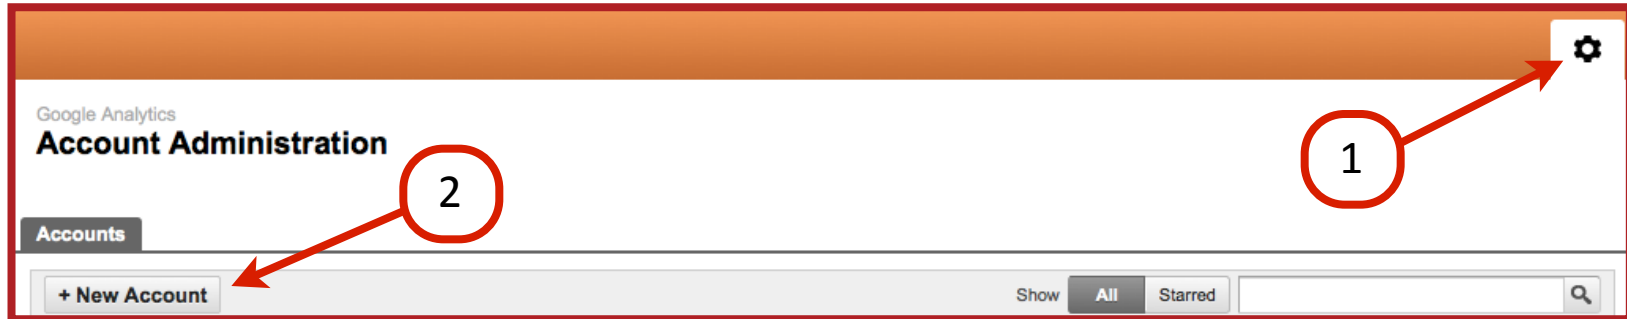 Google Analytics
Account Administration
1
2
Accounts
+ New Account Show All Starred